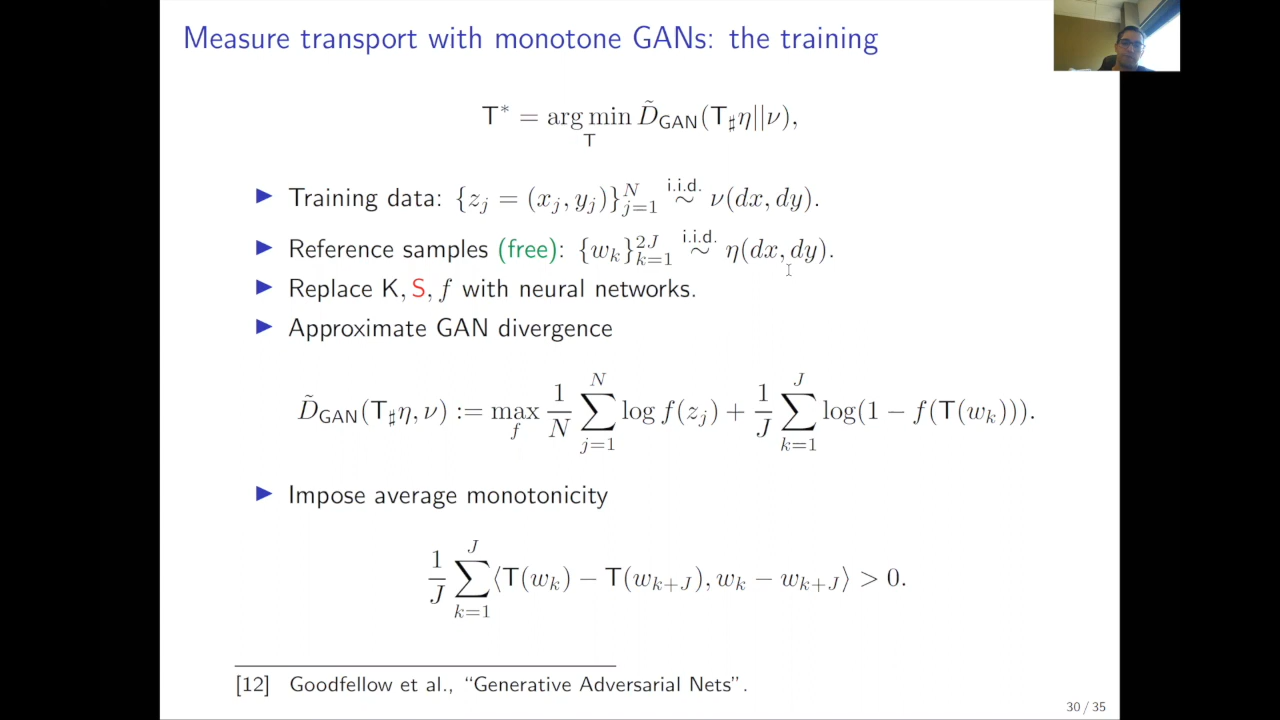 Measure transport with monotone GANs: the training
T* = arg min_T D̃_GAN(T_♯η||ν),
▶ Training data: {z_j = (x_j, y_j)}_{j=1}^N i.i.d. ∼ ν(dx, dy).
▶ Reference samples (free): {w_k}_{k=1}^{2J} i.i.d. ∼ η(dx, dy).
▶ Replace K, S, f with neural networks.
▶ Approximate GAN divergence
D̃_GAN(T_♯η, ν) := max_f 1/N ∑_{j=1}^N log f(z_j) + 1/J ∑_{k=1}^J log(1 − f(T(w_k))).
▶ Impose average monotonicity
1/J ∑_{k=1}^J ⟨T(w_k) − T(w_{k+J}), w_k − w_{k+J}⟩ > 0.
[12] Goodfellow et al., “Generative Adversarial Nets”.
30 / 35